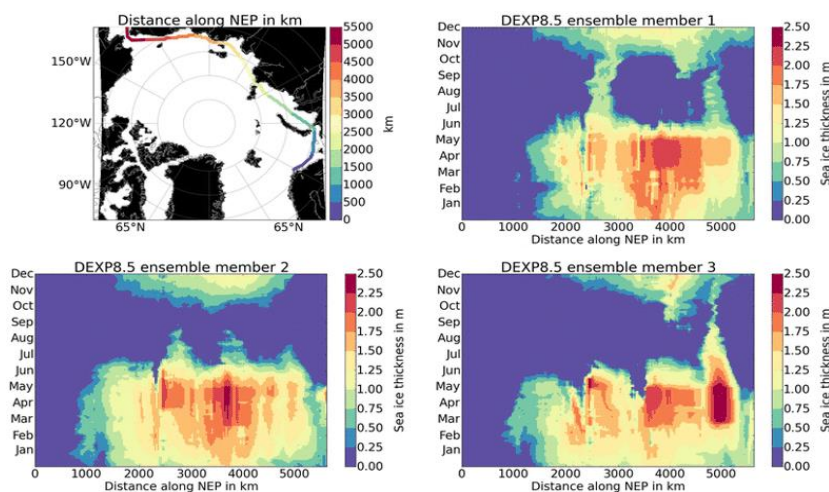 Distance along NEP in km
150°W
120°W
90°W
65°N
65°N
5500
5000
4500
4000
3500
3000
2500
2000
1500
1000
500
0
km
DEXP8.5 ensemble member 1
Dec
Nov
Oct
Sep
Aug
Jul
Jun
May
Apr
Mar
Feb
Jan
0 1000 2000 3000 4000 5000
Distance along NEP in km
2.50
2.25
2.00
1.75
1.50
1.25
1.00
0.75
0.50
0.25
0.00
Sea ice thickness in m
DEXP8.5 ensemble member 2
Dec
Nov
Oct
Sep
Aug
Jul
Jun
May
Apr
Mar
Feb
Jan
0 1000 2000 3000 4000 5000
Distance along NEP in km
2.50
2.25
2.00
1.75
1.50
1.25
1.00
0.75
0.50
0.25
0.00
Sea ice thickness in m
DEXP8.5 ensemble member 3
Dec
Nov
Oct
Sep
Aug
Jul
Jun
May
Apr
Mar
Feb
Jan
0 1000 2000 3000 4000 5000
Distance along NEP in km
2.50
2.25
2.00
1.75
1.50
1.25
1.00
0.75
0.50
0.25
0.00
Sea ice thickness in m